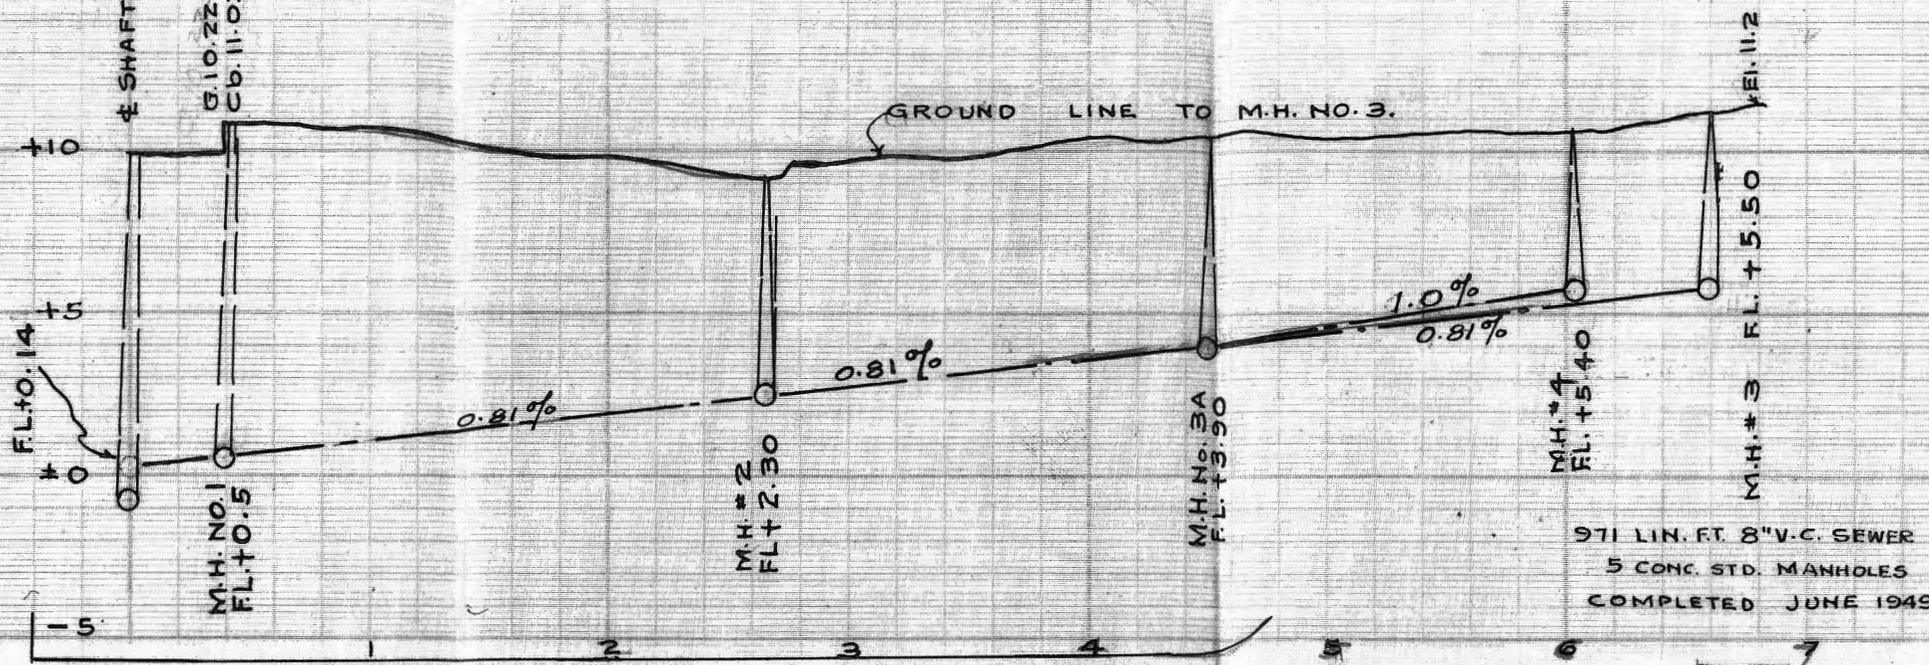 ℄ SHAFT
G.10.22
Cb.11.0
GROUND LINE TO M.H. NO. 3.
El. 11.2
+10
+5
± 0
-5
F.L.+0.14
M.H. NO. 1
F.L.+0.5
0.81%
M.H. #2
FL+2.30
0.81%
M.H. No. 3A
F.L. +3.90
1.0%
0.81%
M.H. #4
F.L. +5.40
M.H. #3 F.L. +5.50
971 LIN. FT. 8" V.C. SEWER
5 CONC. STD. MANHOLES
COMPLETED JUNE 1949
1 2 3 4 5 6 7